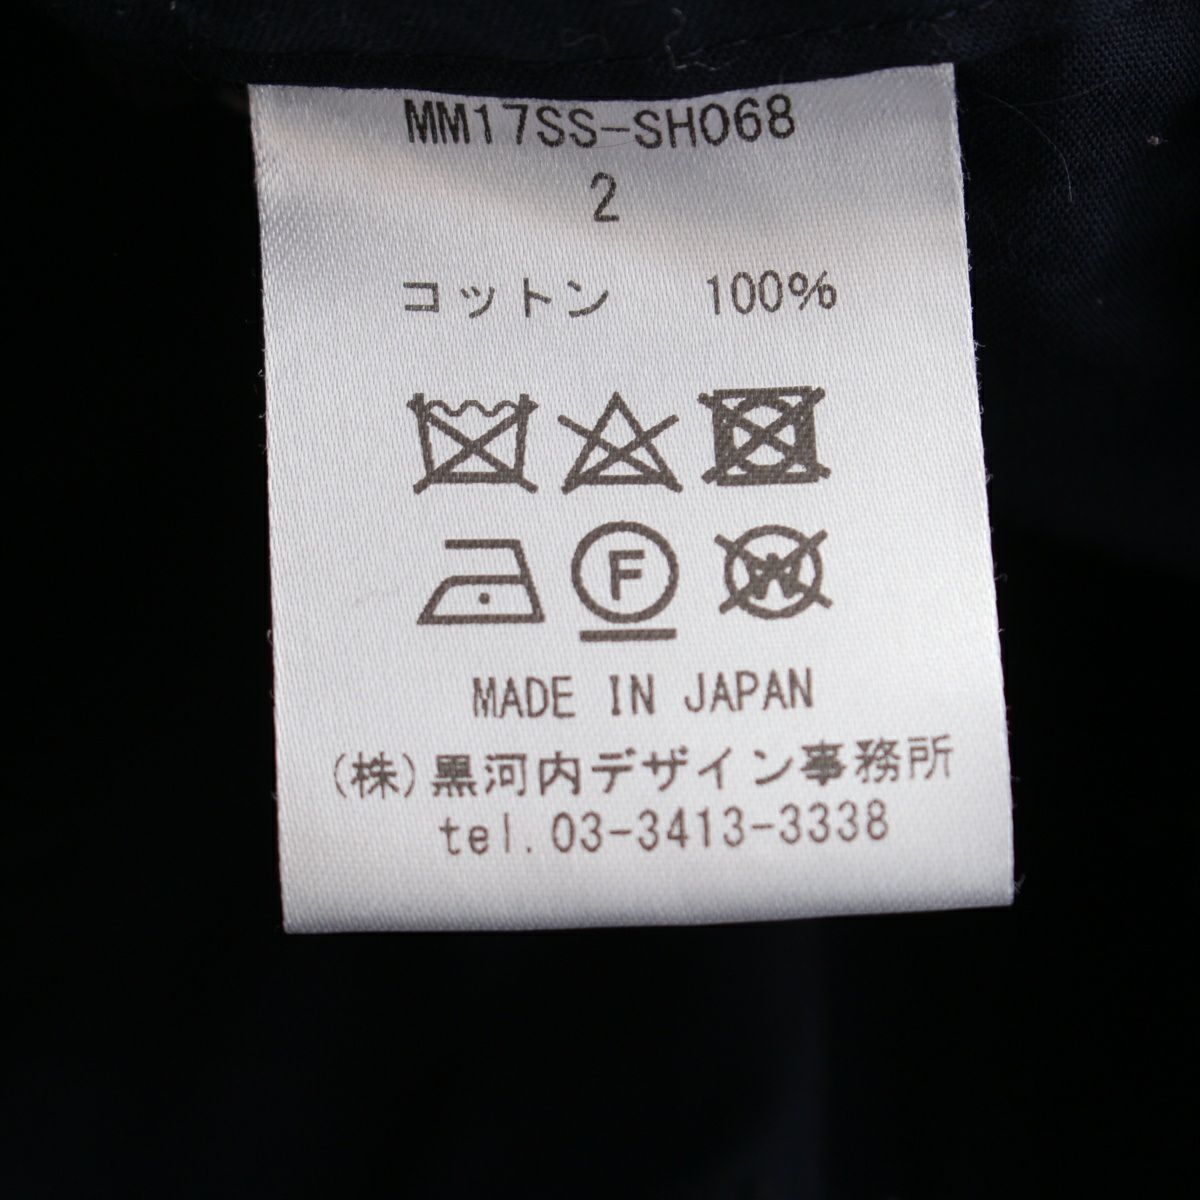 MM17SS-SH068
2
コットン 100%
F
W
MADE IN JAPAN
(株)黒河内デザイン事務所
tel.03-3413-3338